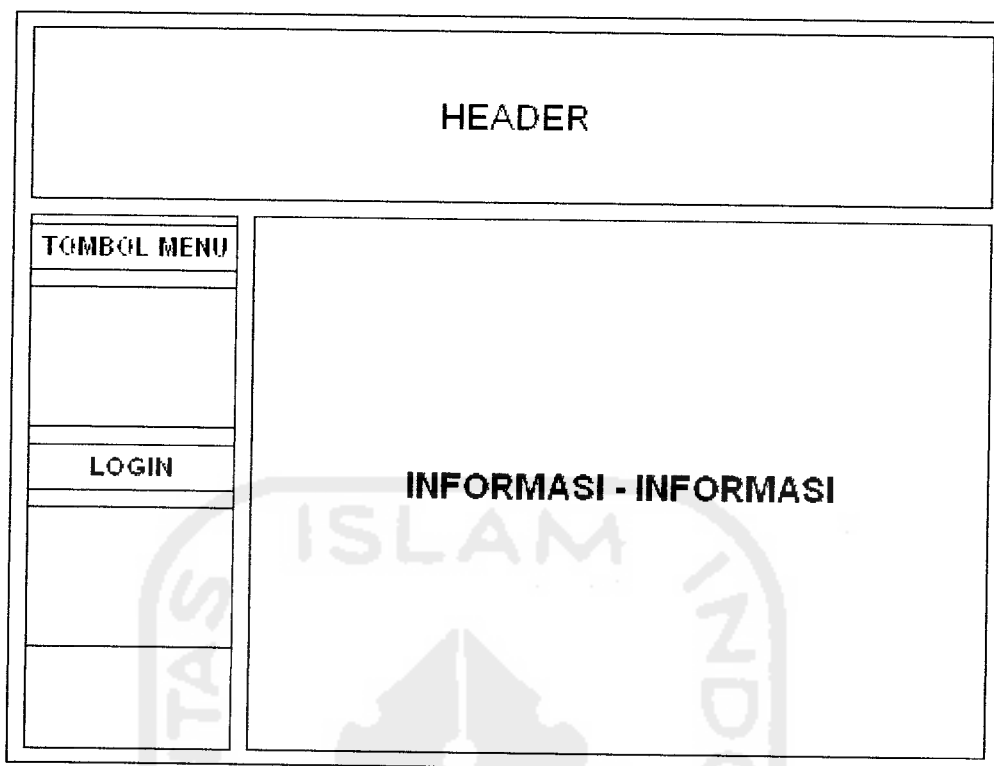 HEADER
TOMBOL MENU
LOGIN
INFORMASI - INFORMASI
ISLAM